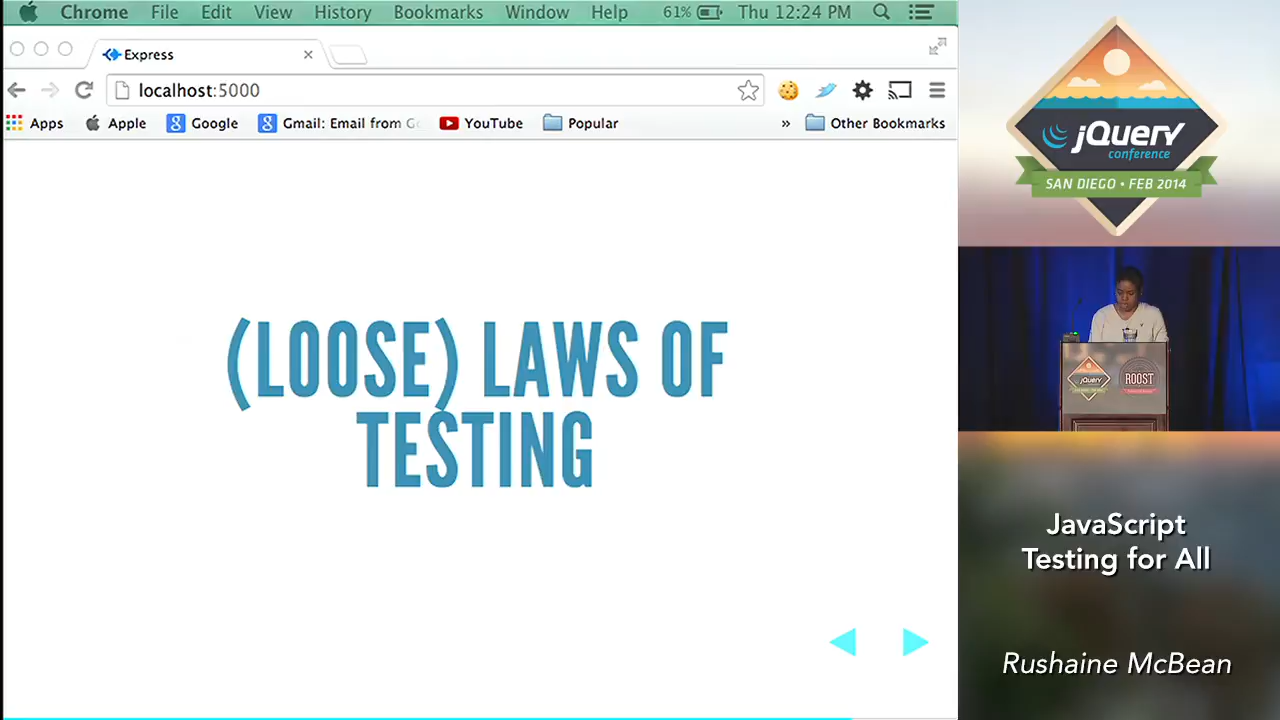 Chrome File Edit View History Bookmarks Window Help 61% Thu 12:24 PM
Express
localhost:5000
Apps Apple Google Gmail: Email from Go YouTube Popular » Other Bookmarks
(LOOSE) LAWS OF
TESTING
jQuery
conference
SAN DIEGO • FEB 2014
jQuery
ROOST
JavaScript
Testing for All
Rushaine McBean